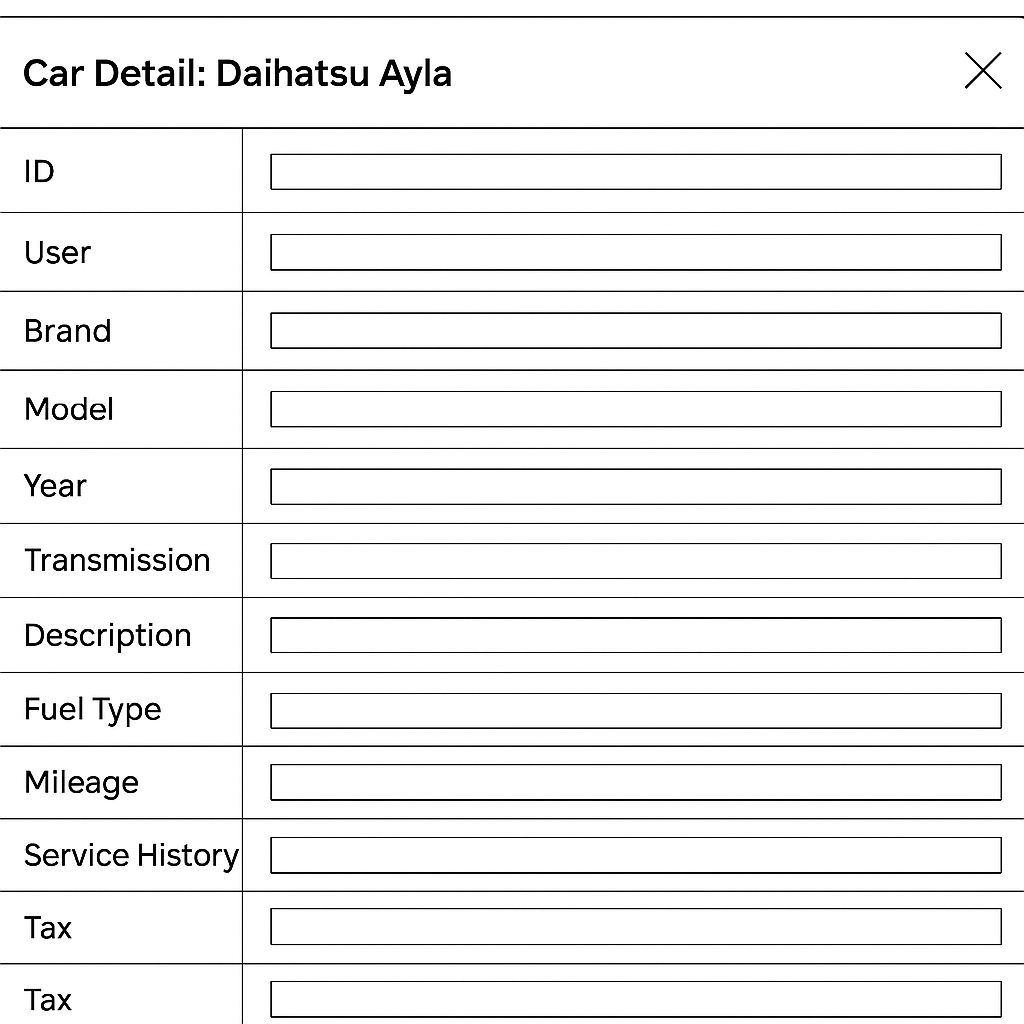 Car Detail: Daihatsu Ayla
ID
User
Brand
Model
Year
Transmission
Description
Fuel Type
Mileage
Service History
Tax
Tax